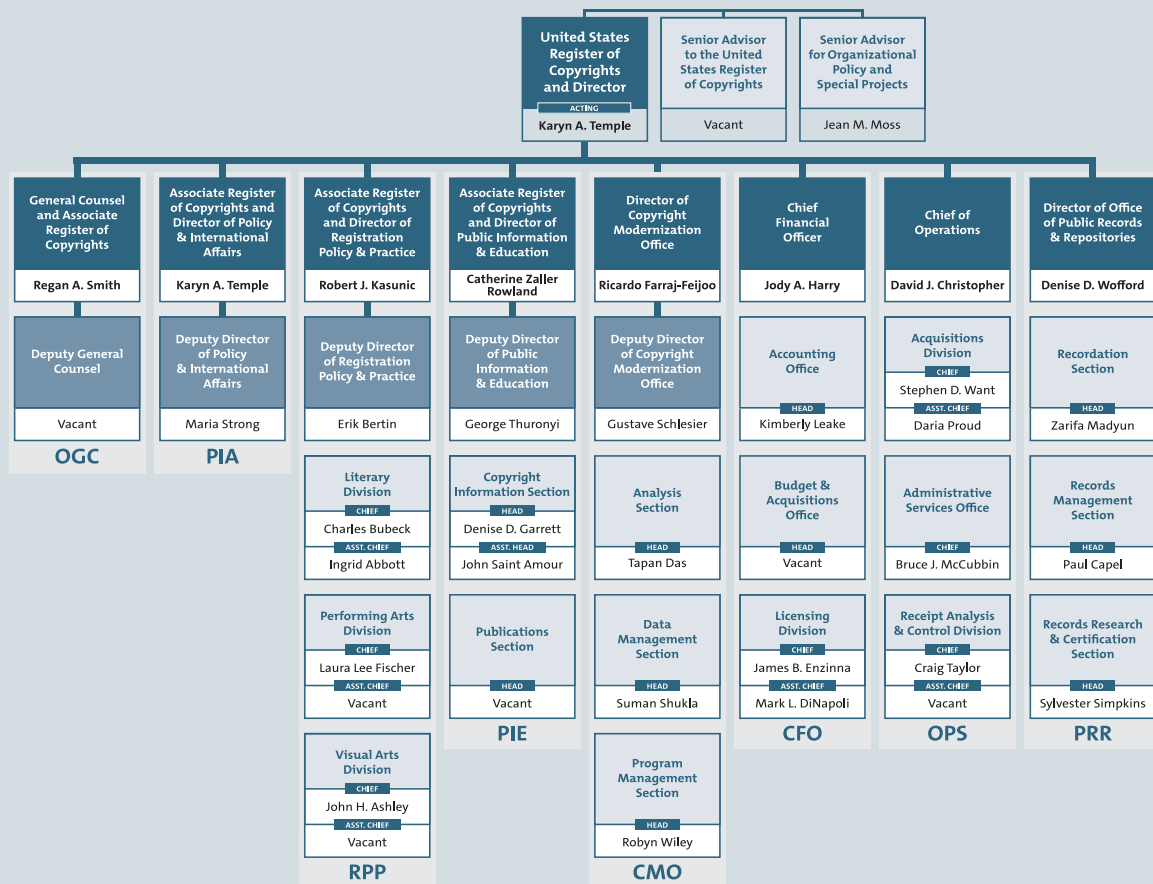 United States
Register of
Copyrights
and Director
ACTING
Karyn A. Temple
Senior Advisor
to the United
States Register
of Copyrights
Vacant
Senior Advisor
for Organizational
Policy and
Special Projects
Jean M. Moss
General Counsel
and Associate
Register of
Copyrights
Regan A. Smith
Deputy General
Counsel
Vacant
OGC
Associate Register
of Copyrights and
Director of Policy
& International
Affairs
Karyn A. Temple
Deputy Director
of Policy
& International
Affairs
Maria Strong
PIA
Associate Register
of Copyrights
and Director of
Registration
Policy & Practice
Robert J. Kasunic
Deputy Director
of Registration
Policy & Practice
Erik Bertin
Literary
Division
CHIEF
Charles Bubeck
ASST. CHIEF
Ingrid Abbott
Performing Arts
Division
CHIEF
Laura Lee Fischer
ASST. CHIEF
Vacant
Visual Arts
Division
CHIEF
John H. Ashley
ASST. CHIEF
Vacant
RPP
Associate Register
of Copyrights
and Director of
Public Information
& Education
Catherine Zaller
Rowland
Deputy Director
of Public
Information
& Education
George Thuronyi
Copyright
Information Section
HEAD
Denise D. Garrett
ASST. HEAD
John Saint Amour
Publications
Section
HEAD
Vacant
PIE
Director of
Copyright
Modernization
Office
Ricardo Farraj-Feijoo
Deputy Director
of Copyright
Modernization
Office
Gustave Schlesier
Analysis
Section
HEAD
Tapan Das
Data
Management
Section
HEAD
Suman Shukla
Program
Management
Section
HEAD
Robyn Wiley
CMO
Chief
Financial
Officer
Jody A. Harry
Accounting
Office
HEAD
Kimberly Leake
Budget &
Acquisitions
Office
HEAD
Vacant
Licensing
Division
CHIEF
James B. Enzinna
ASST. CHIEF
Mark L. DiNapoli
CFO
Chief of
Operations
David J. Christopher
Acquisitions
Division
CHIEF
Stephen D. Want
ASST. CHIEF
Daria Proud
Administrative
Services Office
CHIEF
Bruce J. McCubbin
Receipt Analysis
& Control Division
CHIEF
Craig Taylor
ASST. CHIEF
Vacant
OPS
Director of Office
of Public Records
& Repositories
Denise D. Wofford
Recordation
Section
HEAD
Zarifa Madyun
Records
Management
Section
HEAD
Paul Capel
Records Research
& Certification
Section
HEAD
Sylvester Simpkins
PRR